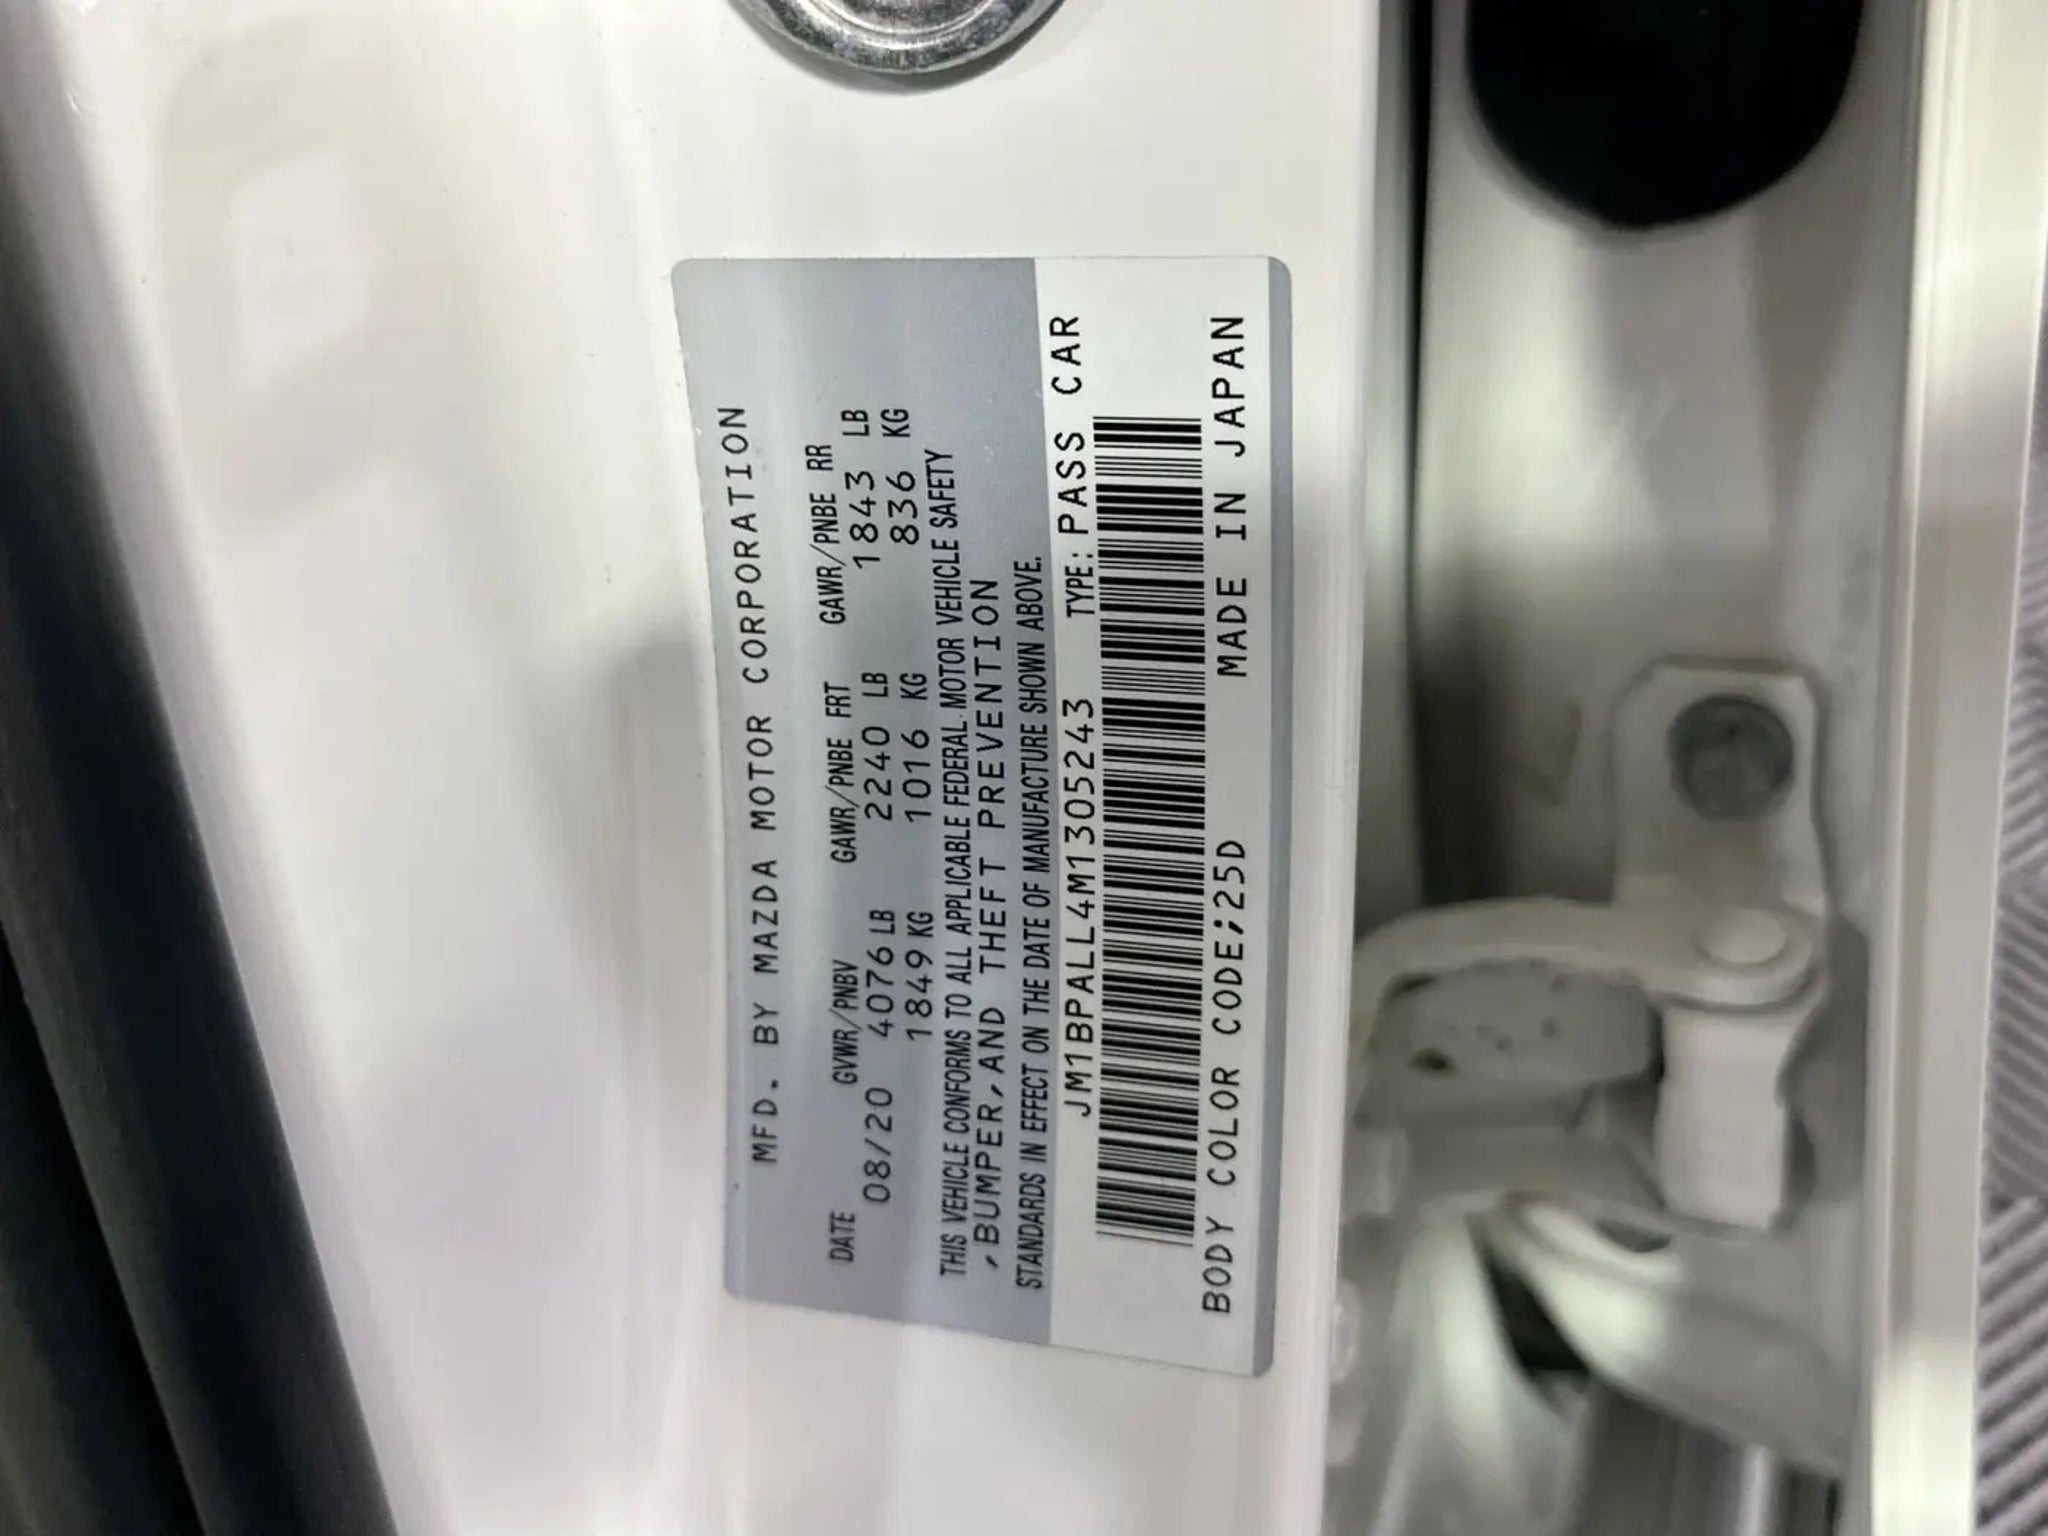 MFD. BY MAZDA MOTOR CORPORATION
DATE GVWR/PNBV GAWR/PNBE FRT GAWR/PNBE RR
08/20 4076 LB 2240 LB 1843 LB
1849 KG 1016 KG 836 KG
THIS VEHICLE CONFORMS TO ALL APPLICABLE FEDERAL MOTOR VEHICLE SAFETY
,BUMPER,AND THEFT PREVENTION
STANDARDS IN EFFECT ON THE DATE OF MANUFACTURE SHOWN ABOVE.
JM1BPALL4M1305243 TYPE: PASS CAR
BODY COLOR CODE;25D MADE IN JAPAN